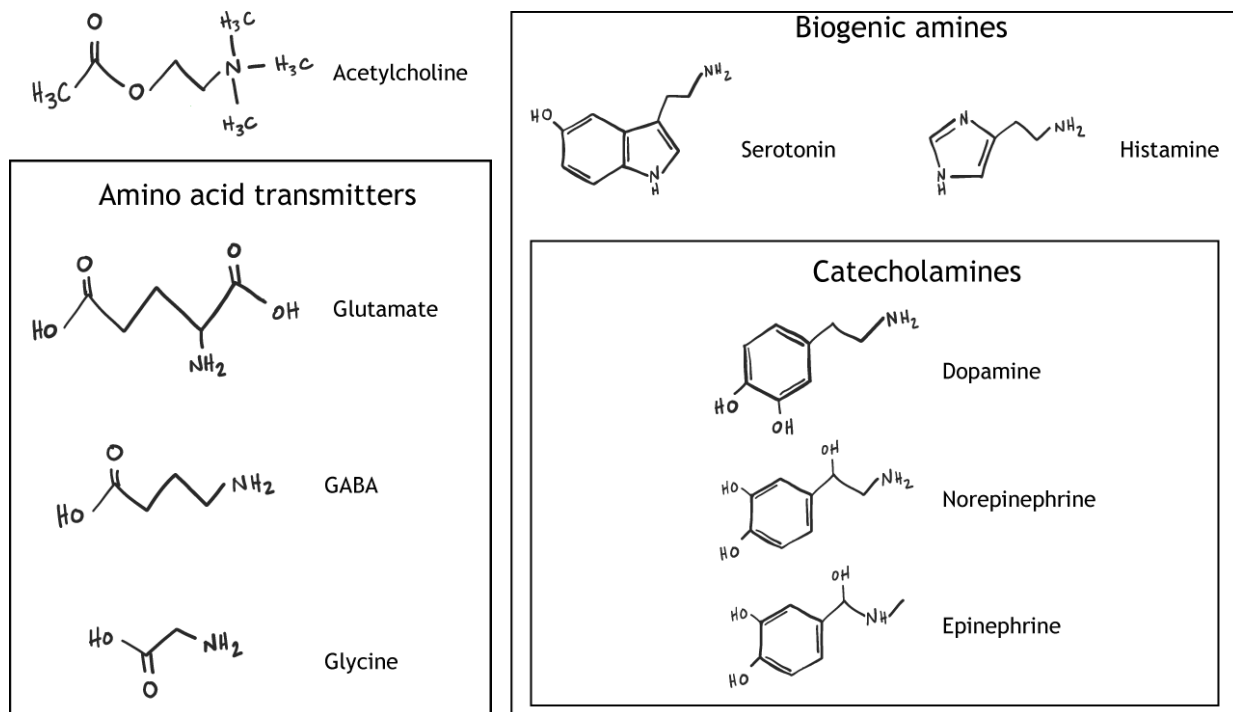 O
H₃C
O
N
H₃C
H₃C
H₃C
Acetylcholine
Amino acid transmitters
O
HO
O
OH
NH₂
Glutamate
O
HO
NH₂
GABA
HO
O
NH₂
Glycine
Biogenic amines
HO
NH₂
N
H
Serotonin
N
N
H
NH₂
Histamine
Catecholamines
NH₂
HO
OH
Dopamine
OH
HO
NH₂
HO
Norepinephrine
OH
HO
NH
HO
Epinephrine